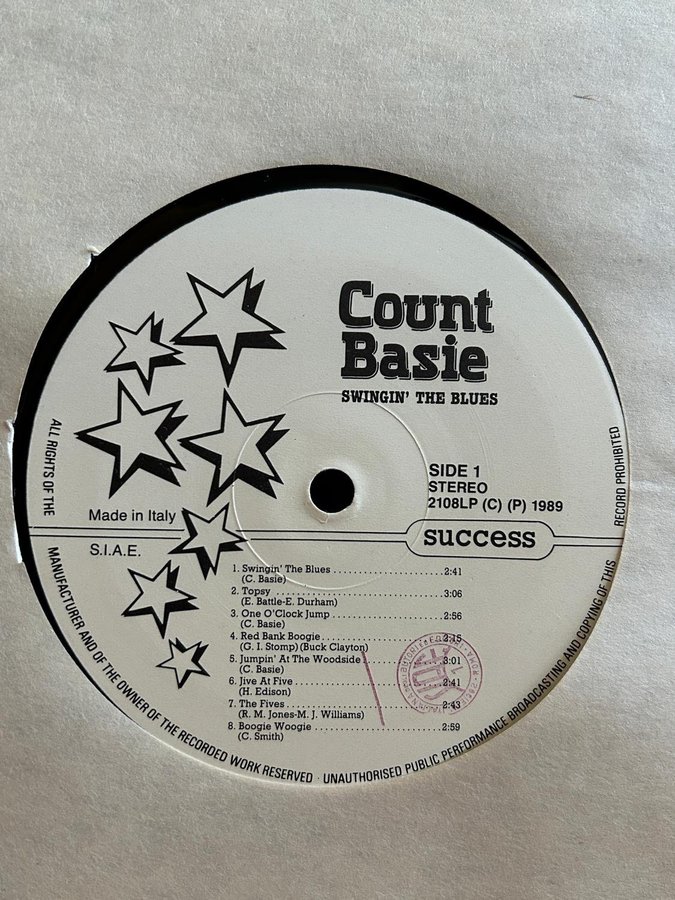 Count
Basie
SWINGIN' THE BLUES
SIDE 1
STEREO
2108LP (C) (P) 1989
Made in Italy
S.I.A.E.
success
1. Swingin' The Blues ........................ 2:41
(C. Basie)
2. Topsy ........................ 3:06
(E. Battle-E. Durham)
3. One O'Clock Jump ........................ 2:56
(C. Basie)
4. Red Bank Boogie ........................ 2:15
(G. I. Stomp) (Buck Clayton)
5. Jumpin' At The Woodside ........................ 3:01
(C. Basie)
6. Jive At Five ........................ 2:41
(H. Edison)
7. The Fives ........................ 2:43
(R. M. Jones-M. J. Williams)
8. Boogie Woogie ........................ 2:59
(C. Smith)
ALL RIGHTS OF THE
MANUFACTURER AND OF THE OWNER OF THE RECORDED WORK RESERVED · UNAUTHORISED PUBLIC PERFORMANCE BROADCASTING AND COPYING OF THIS
RECORD PROHIBITED